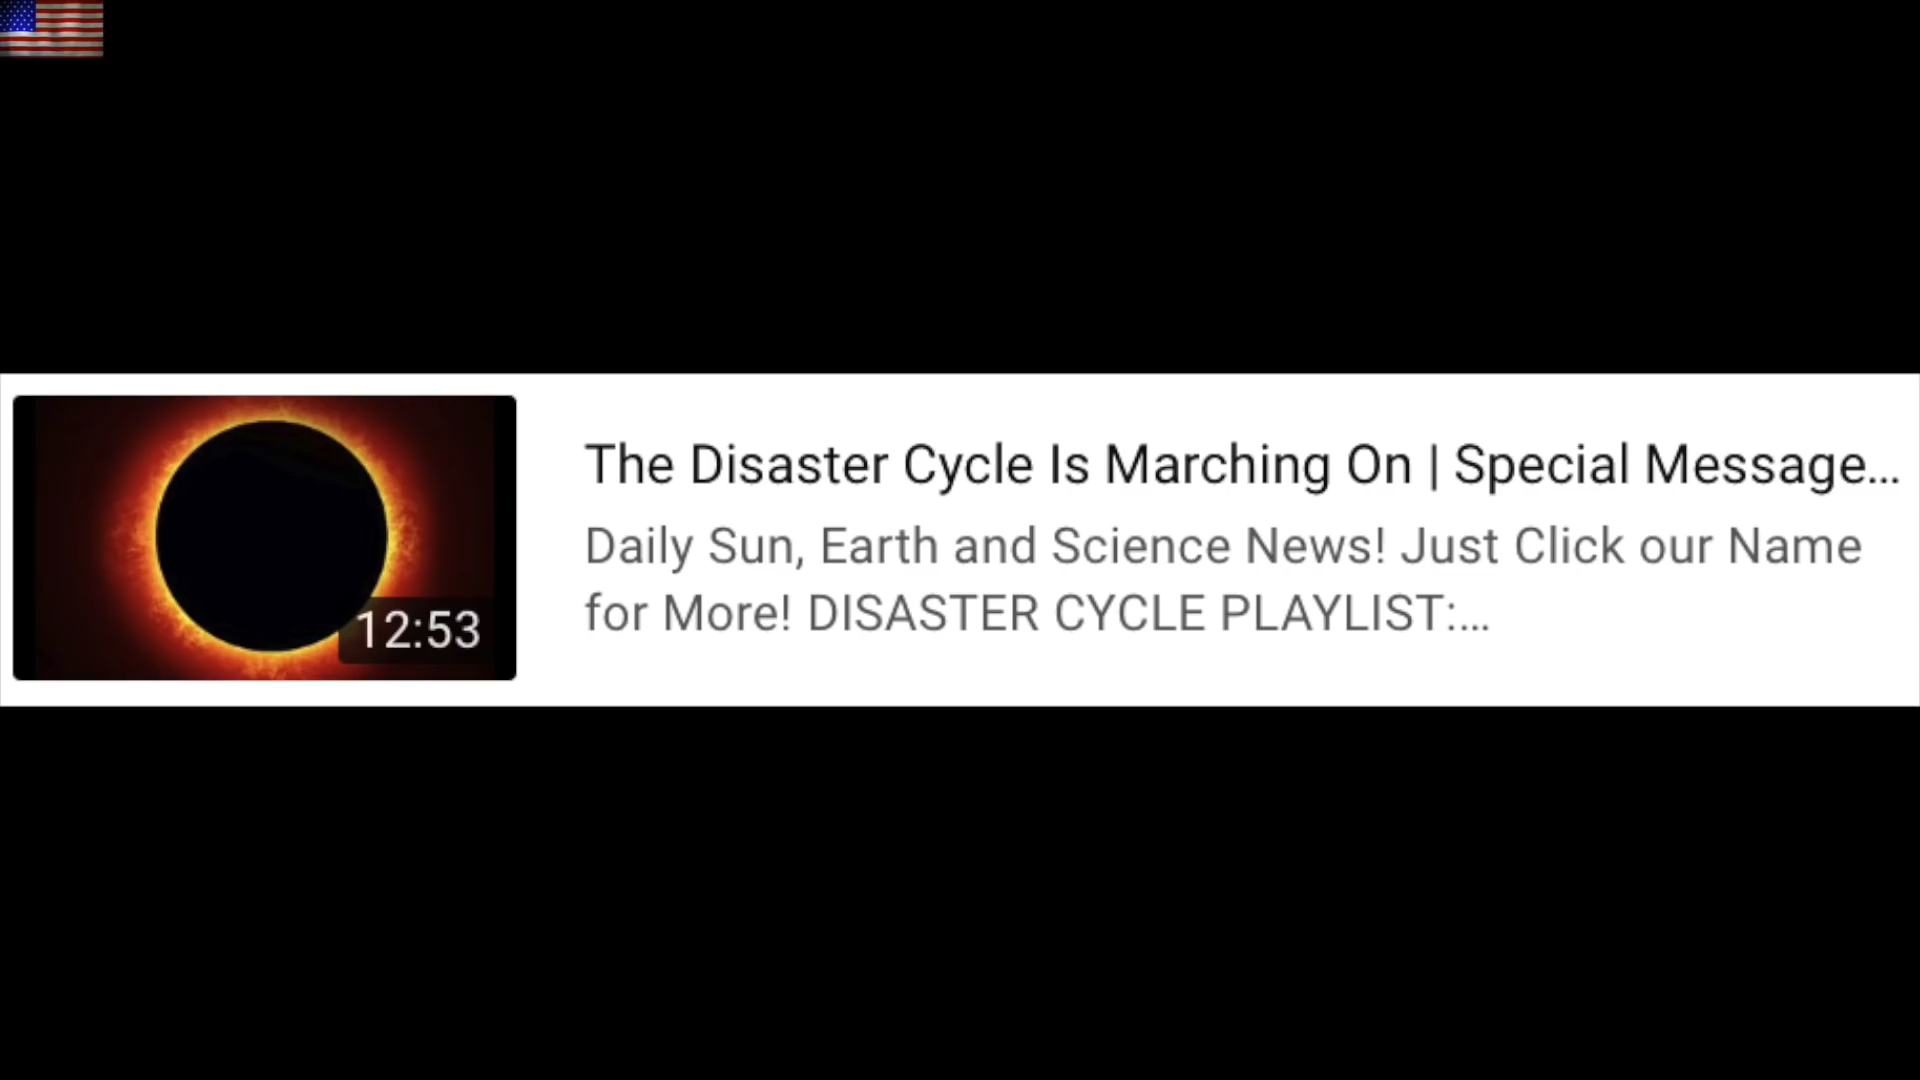 The Disaster Cycle Is Marching On | Special Message...
Daily Sun, Earth and Science News! Just Click our Name
for More! DISASTER CYCLE PLAYLIST:...
12:53